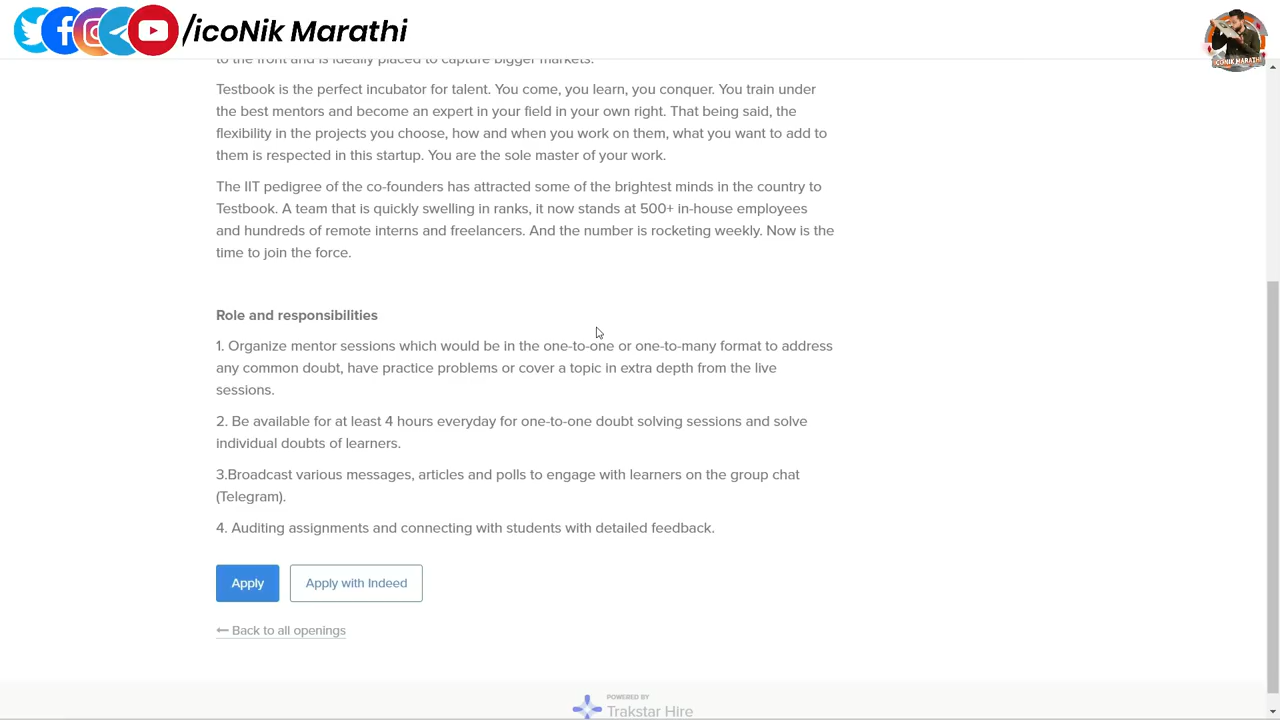 /icoNik Marathi
ICONIK MARATHI
to the front and is ideally placed to capture bigger markets.
Testbook is the perfect incubator for talent. You come, you learn, you conquer. You train under
the best mentors and become an expert in your field in your own right. That being said, the
flexibility in the projects you choose, how and when you work on them, what you want to add to
them is respected in this startup. You are the sole master of your work.
The IIT pedigree of the co-founders has attracted some of the brightest minds in the country to
Testbook. A team that is quickly swelling in ranks, it now stands at 500+ in-house employees
and hundreds of remote interns and freelancers. And the number is rocketing weekly. Now is the
time to join the force.
Role and responsibilities
1. Organize mentor sessions which would be in the one-to-one or one-to-many format to address
any common doubt, have practice problems or cover a topic in extra depth from the live
sessions.
2. Be available for at least 4 hours everyday for one-to-one doubt solving sessions and solve
individual doubts of learners.
3.Broadcast various messages, articles and polls to engage with learners on the group chat
(Telegram).
4. Auditing assignments and connecting with students with detailed feedback.
Apply
Apply with Indeed
Back to all openings
POWERED BY
Trakstar Hire